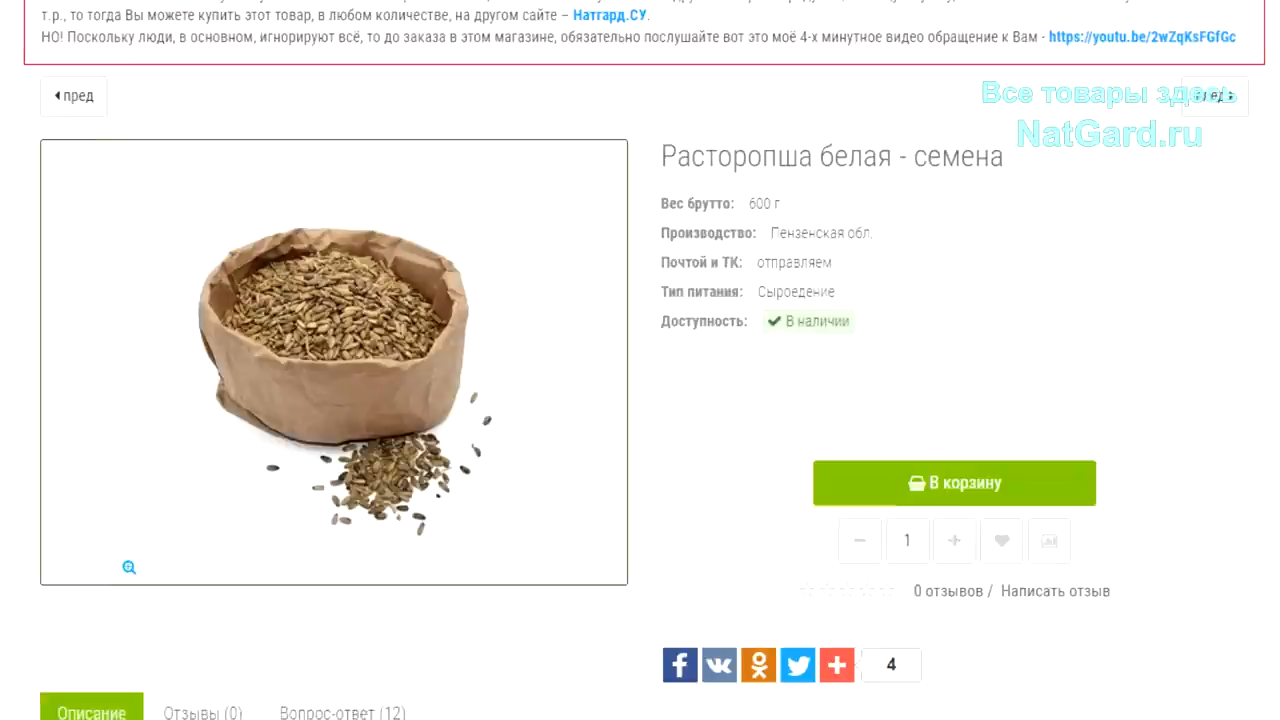 т.р., то тогда Вы можете купить этот товар, в любом количестве, на другом сайте – Натгард.СУ.
НО! Поскольку люди, в основном, игнорируют всё, то до заказа в этом магазине, обязательно послушайте вот это моё 4-х минутное видео обращение к Вам - https://youtu.be/2wZqKsFGfGc
пред
Все товары здесь
NatGard.ru
Расторопша белая - семена
Вес брутто: 600 г
Производство: Пензенская обл.
Почтой и ТК: отправляем
Тип питания: Сыроедение
Доступность: В наличии
В корзину
1
0 отзывов / Написать отзыв
4
Описание Отзывы (0) Вопрос-ответ (12)